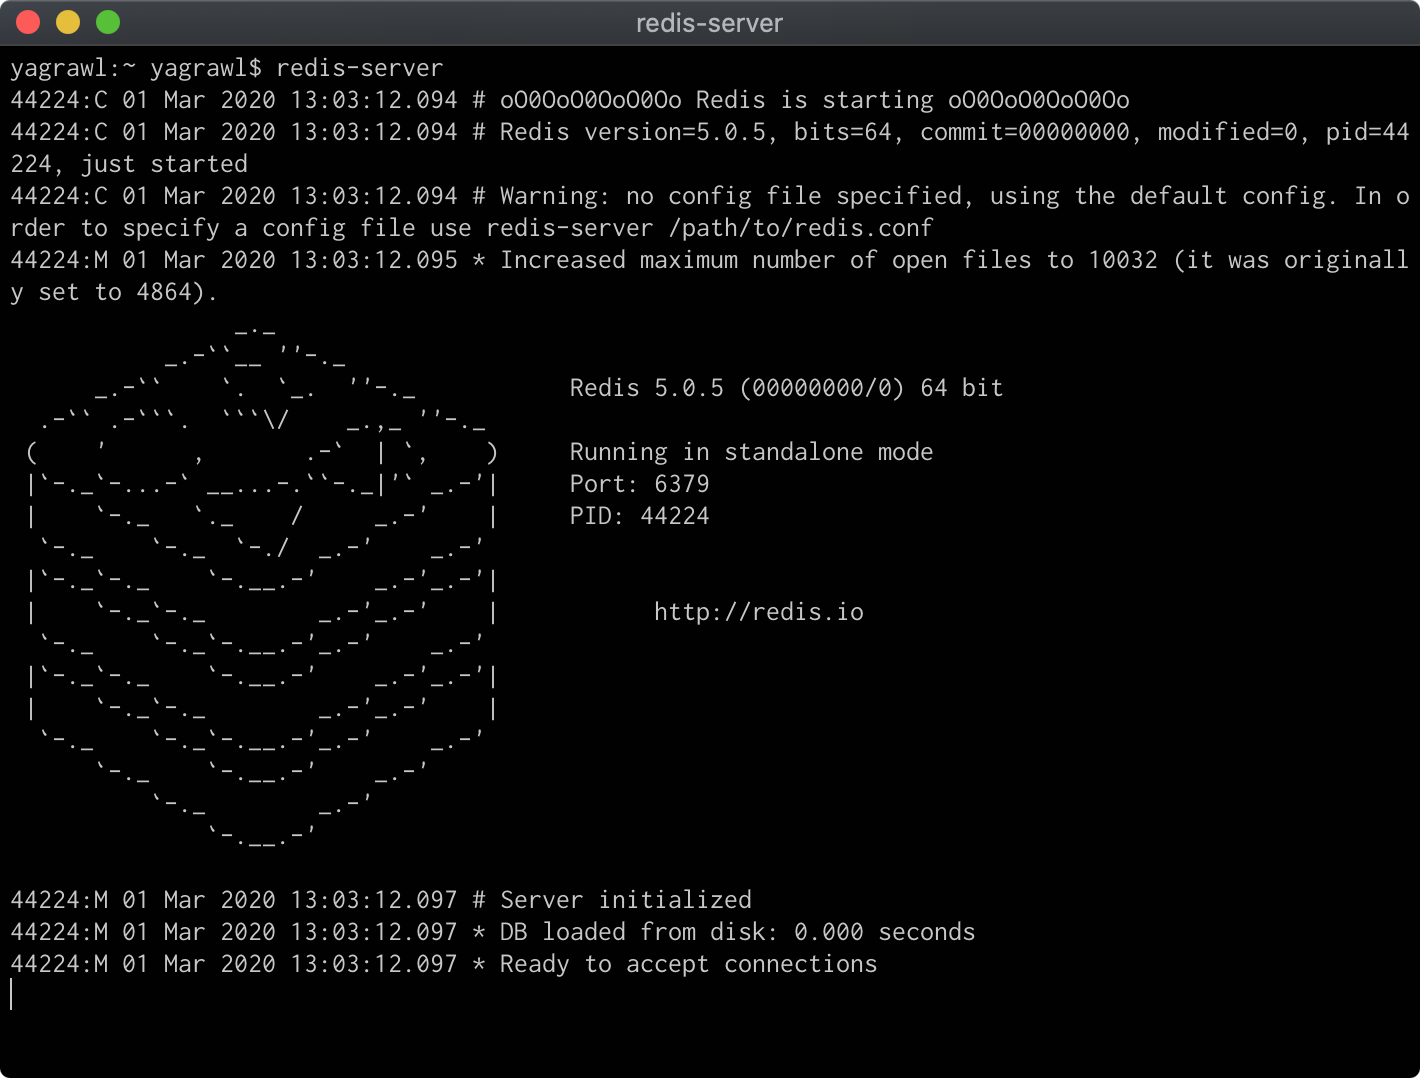 redis-server
yagrawl:~ yagrawl$ redis-server
44224:C 01 Mar 2020 13:03:12.094 # oO0OoO0OoO0Oo Redis is starting oO0OoO0OoO0Oo
44224:C 01 Mar 2020 13:03:12.094 # Redis version=5.0.5, bits=64, commit=00000000, modified=0, pid=44
224, just started
44224:C 01 Mar 2020 13:03:12.094 # Warning: no config file specified, using the default config. In o
rder to specify a config file use redis-server /path/to/redis.conf
44224:M 01 Mar 2020 13:03:12.095 * Increased maximum number of open files to 10032 (it was originall
y set to 4864).
Redis 5.0.5 (00000000/0) 64 bit
Running in standalone mode
Port: 6379
PID: 44224
http://redis.io
44224:M 01 Mar 2020 13:03:12.097 # Server initialized
44224:M 01 Mar 2020 13:03:12.097 * DB loaded from disk: 0.000 seconds
44224:M 01 Mar 2020 13:03:12.097 * Ready to accept connections